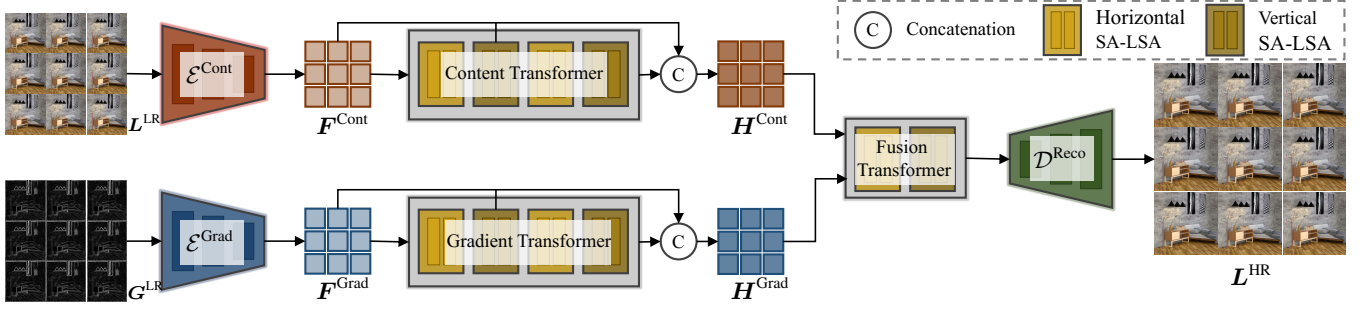 C
Concatenation
Horizontal
SA-LSA
Vertical
SA-LSA
ℰ^Cont
L^LR
F^Cont
Content Transformer
C
H^Cont
Fusion
Transformer
𝒟^Reco
L^HR
ℰ^Grad
G^LR
F^Grad
Gradient Transformer
C
H^Grad